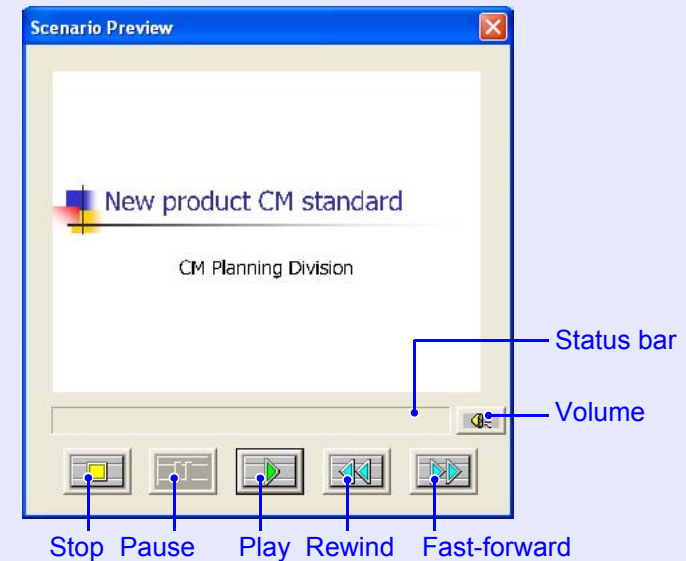 Scenario Preview
New product CM standard
CM Planning Division
Status bar
Volume
Stop Pause Play Rewind Fast-forward